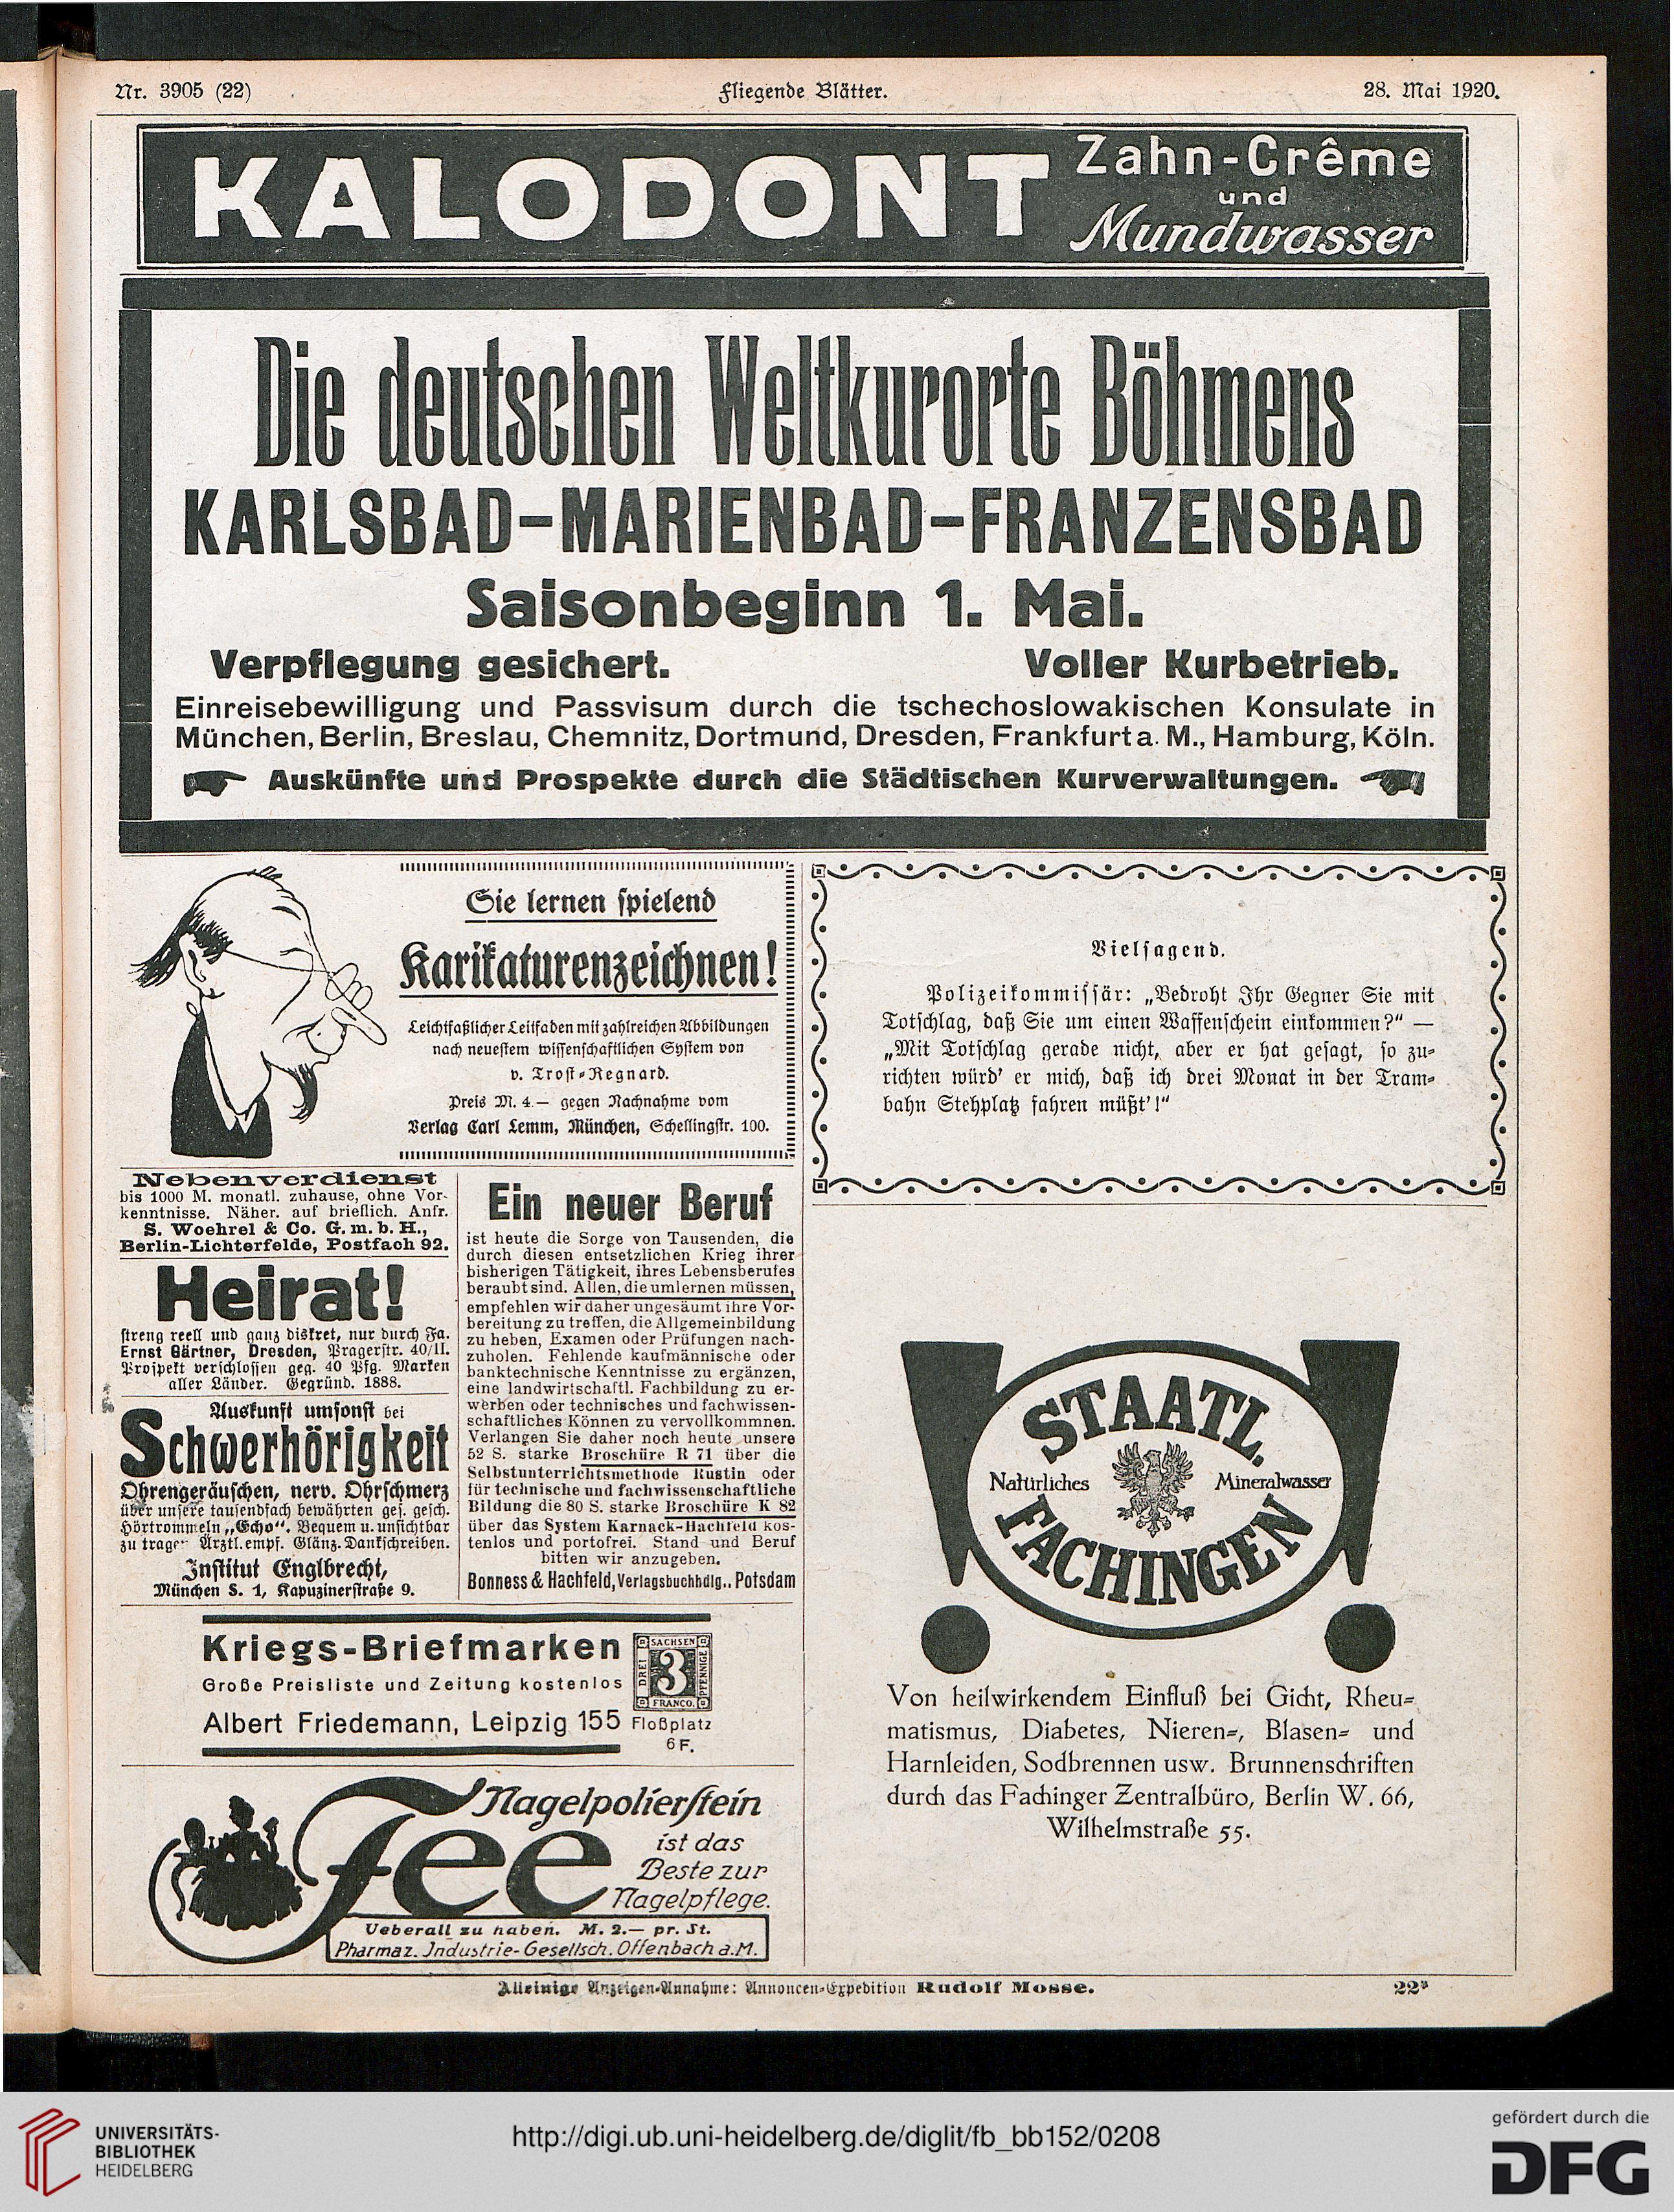 Nr. 3905 (22)
Fliegende Blätter.
28. Mai 1920.
KALODONT
Zahn-Crême
und
Mundwasser
Die deutschen Weltkurorte Böhmens
KARLSBAD-MARIENBAD-FRANZENSBAD
Saisonbeginn 1. Mai.
Verpflegung gesichert.
Voller Kurbetrieb.
Einreisebewilligung und Passvisum durch die tschechoslowakischen Konsulate in
München, Berlin, Breslau, Chemnitz, Dortmund, Dresden, Frankfurt a. M., Hamburg, Köln.
Auskünfte und Prospekte durch die Städtischen Kurverwaltungen.
Sie lernen spielend
Karikaturenzeichnen!
Leichtfaßlicher Leitfaden mit zahlreichen Abbildungen
nach neuestem wissenschaftlichen System von
v. Trost-Regnard.
Preis M. 4.— gegen Nachnahme vom
Verlag Carl Lemm, München, Schellingstr. 100.
Nebenverdienst
bis 1000 M. monatl. zuhause, ohne Vor-
kenntnisse. Näher. auf brieflich. Anfr.
S. Woehrel & Co. G. m. b. H.,
Berlin-Lichterfelde, Postfach 92.
Heirat!
streng reell und ganz diskret, nur durch Fa.
Ernst Gärtner, Dresden, Pragerstr. 40/II.
Prospekt verschlossen geg. 40 Pfg. Marken
aller Länder. Gegründ. 1888.
Auskunft umsonst bei
Schwerhörigkeit
Ohrengeräuschen, nerv. Ohrschmerz
über unsere tausendfach bewährten ges. gesch.
Hörtrommeln „Echo“. Bequem u. unsichtbar
zu tragen Ärztl. empf. Glänz. Dankschreiben.
Institut Englbrecht,
München S. 1, Kapuzinerstraße 9.
Ein neuer Beruf
ist heute die Sorge von Tausenden, die
durch diesen entsetzlichen Krieg ihrer
bisherigen Tätigkeit, ihres Lebensberufes
beraubt sind. Allen, die umlernen müssen,
empfehlen wir daher ungesäumt ihre Vor-
bereitung zu treffen, die Allgemeinbildung
zu heben, Examen oder Prüfungen nach-
zuholen. Fehlende kaufmännische oder
banktechnische Kenntnisse zu ergänzen,
eine landwirtschaftl. Fachbildung zu er-
werben oder technisches und fachwissen-
schaftliches Können zu vervollkommnen.
Verlangen Sie daher noch heute unsere
52 S. starke Broschüre R 71 über die
Selbstunterrichtsmethode Rustin oder
für technische und fachwissenschaftliche
Bildung die 80 S. starke Broschüre K 82
über das System Karnack-Hachfeld kos-
tenlos und portofrei. Stand und Beruf
bitten wir anzugeben.
Bonness & Hachfeld, Verlagsbuchhdlg., Potsdam
Kriegs-Briefmarken
Große Preisliste und Zeitung kostenlos
Albert Friedemann, Leipzig 155
SACHSEN
DREI
3
PFENNIGE
FRANCO.
Floßplatz
6 F.
Nagelpolierstein
Fee
ist das
Beste zur
Nagelpflege.
Ueberall zu haben. M. 2.— pr. St.
Pharmaz. Industrie-Gesellsch. Offenbach a.M.
Vielsagend.
Polizeikommissär: „Bedroht Ihr Gegner Sie mit
Totschlag, daß Sie um einen Waffenschein einkommen?“ —
„Mit Totschlag gerade nicht, aber er hat gesagt, so zu-
richten würd' er mich, daß ich drei Monat in der Tram-
bahn Stehplatz fahren müßt'!“
STAATL.
Natürliches
Mineralwasser
FACHINGEN
Von heilwirkendem Einfluß bei Gicht, Rheu-
matismus, Diabetes, Nieren-, Blasen- und
Harnleiden, Sodbrennen usw. Brunnenschriften
durch das Fachinger Zentralbüro, Berlin W. 66,
Wilhelmstraße 55.
Alleinige Anzeigen-Annahme: Annoncen-Expedition Rudolf Mosse.
22*
UNIVERSITÄTS-
BIBLIOTHEK
HEIDELBERG
http://digi.ub.uni-heidelberg.de/diglit/fb_bb152/0208
gefördert durch die
DFG